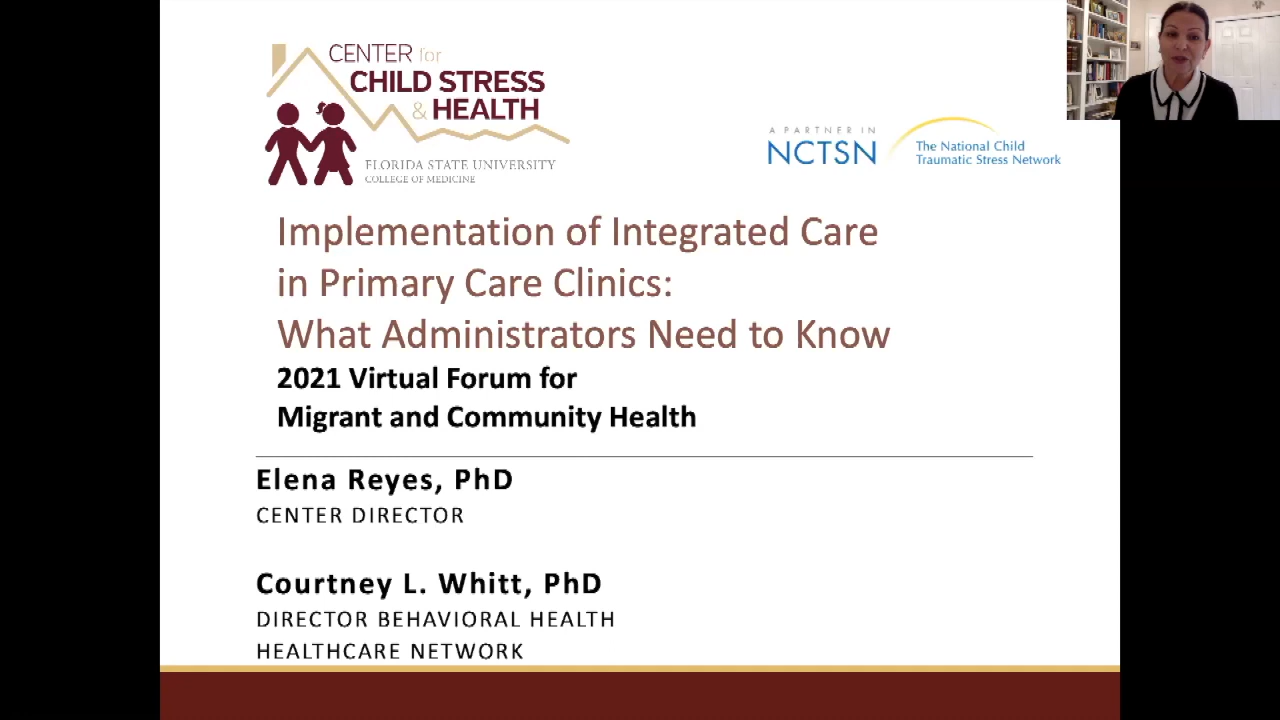 CENTER for
CHILD STRESS
& HEALTH
FLORIDA STATE UNIVERSITY
COLLEGE OF MEDICINE
A PARTNER IN
NCTSN
The National Child
Traumatic Stress Network
Implementation of Integrated Care
in Primary Care Clinics:
What Administrators Need to Know
2021 Virtual Forum for
Migrant and Community Health
Elena Reyes, PhD
CENTER DIRECTOR
Courtney L. Whitt, PhD
DIRECTOR BEHAVIORAL HEALTH
HEALTHCARE NETWORK